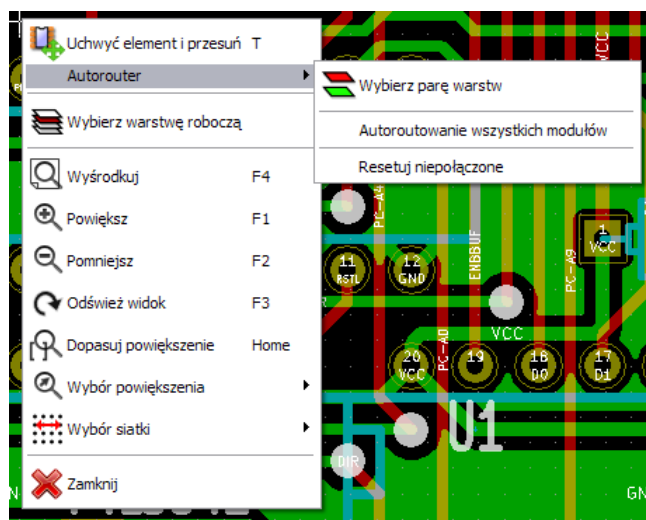 Uchwyć element i przesuń T
Autorouter
Wybierz parę warstw
Wybierz warstwę roboczą
Autoroutowanie wszystkich modułów
Resetuj niepołączone
Wyśrodkuj F4
Powiększ F1
Pomniejsz F2
Odśwież widok F3
Dopasuj powiększenie Home
Wybór powiększenia
Wybór siatki
Zamknij
VCC
PC-A4
ENBBUF
PC-A9
1
VCC
11
RSTL
12
GND
VCC
PC-A0
20
VCC
19
18
D0
17
D1
U1
DIR
GN